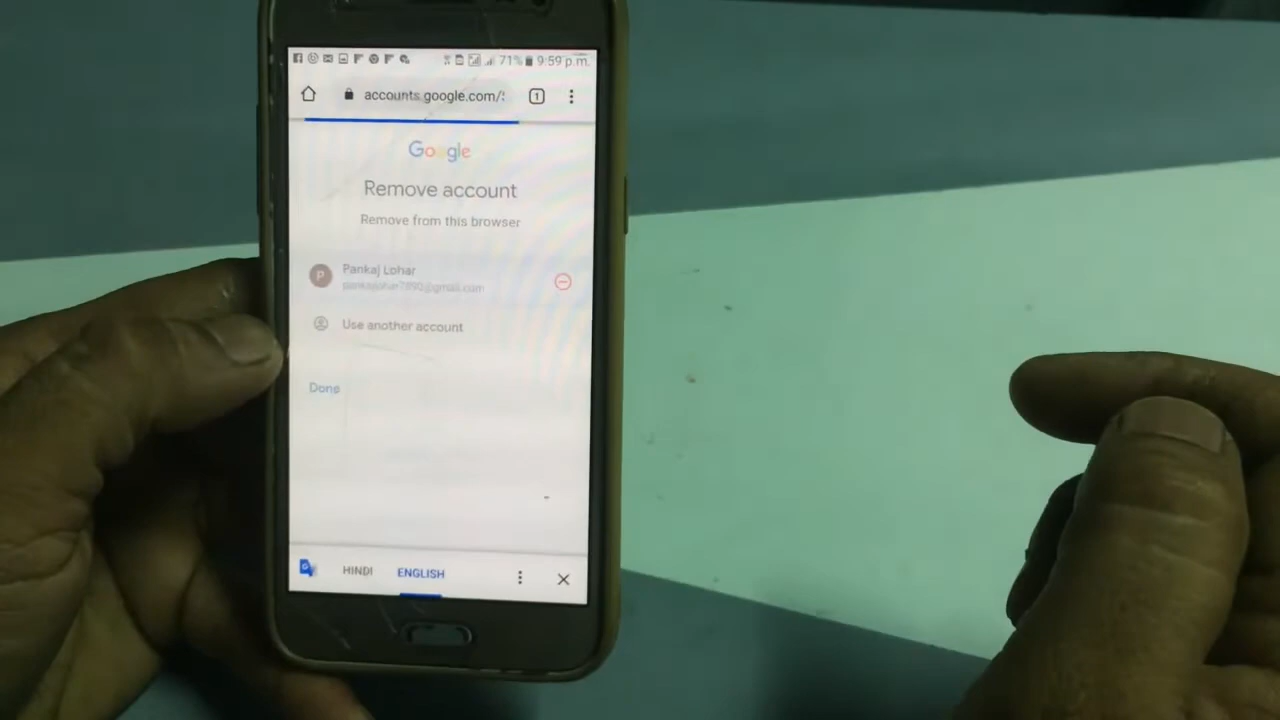 71% 9:59 p.m.
accounts.google.com/
1
Google
Remove account
Remove from this browser
P
Pankaj Lohar
Use another account
Done
G
HINDI
ENGLISH